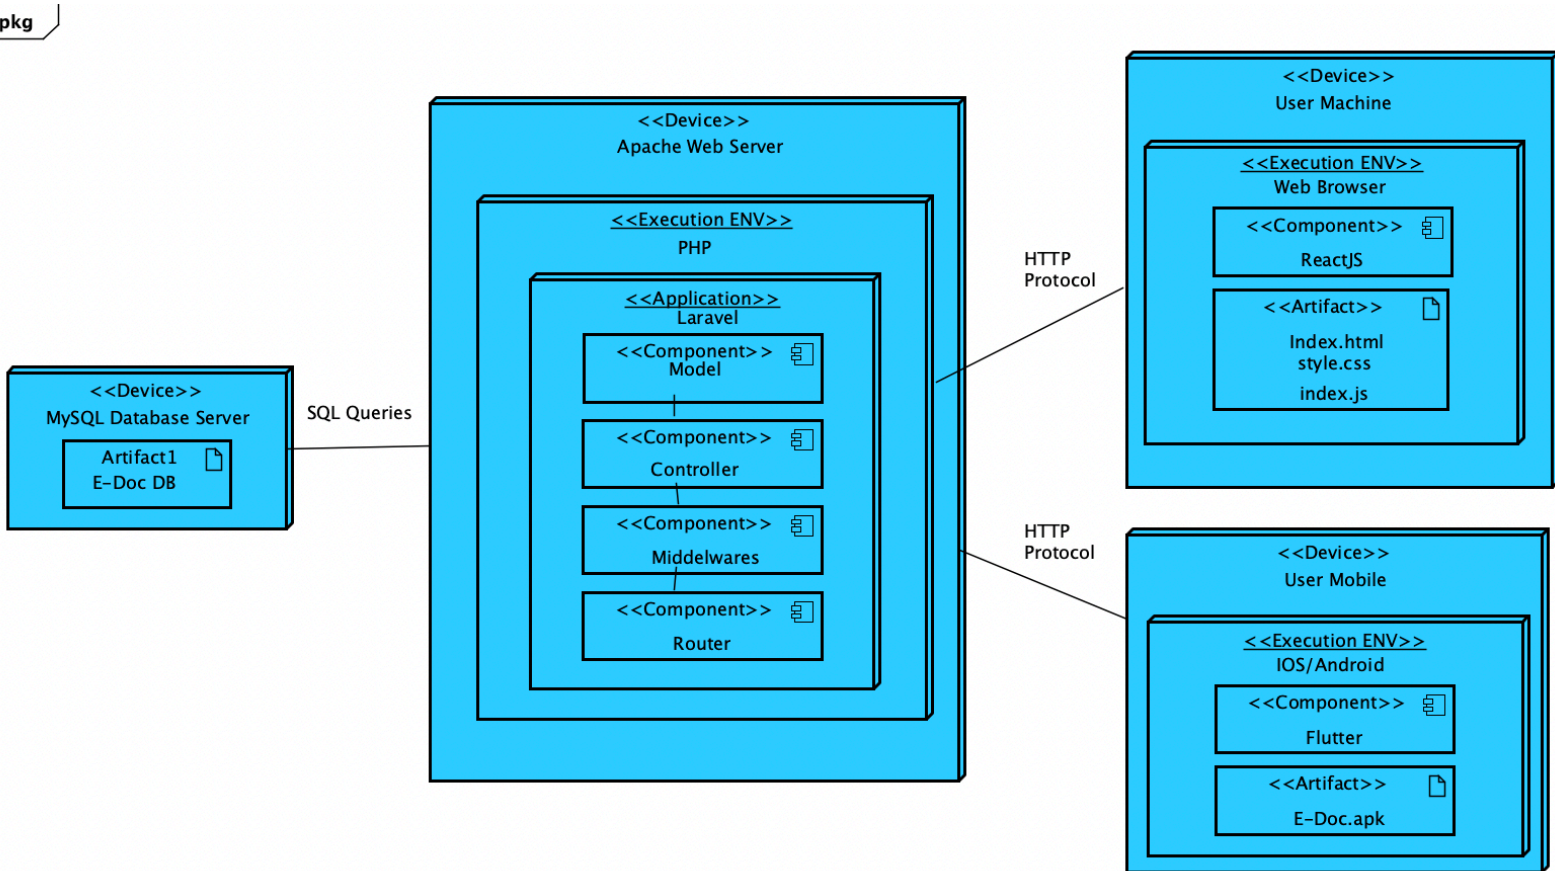 pkg
<<Device>>
MySQL Database Server
Artifact1
E-Doc DB
SQL Queries
<<Device>>
Apache Web Server
<<Execution ENV>>
PHP
<<Application>>
Laravel
<<Component>>
Model
<<Component>>
Controller
<<Component>>
Middelwares
<<Component>>
Router
HTTP
Protocol
<<Device>>
User Machine
<<Execution ENV>>
Web Browser
<<Component>>
ReactJS
<<Artifact>>
Index.html
style.css
index.js
HTTP
Protocol
<<Device>>
User Mobile
<<Execution ENV>>
IOS/Android
<<Component>>
Flutter
<<Artifact>>
E-Doc.apk